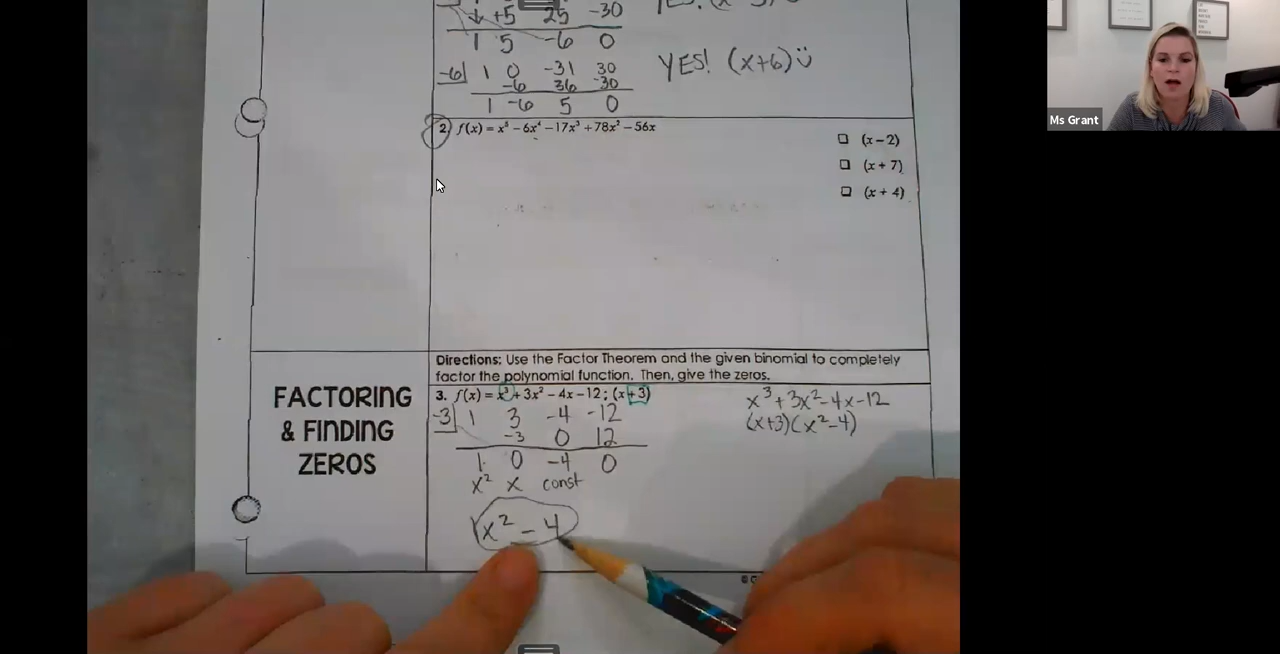 ↓ +5 25 -30
1 5 -6 0
-6| 1 0 -31 30
-6 36 -30
1 -6 5 0
YES! (x+6)
Ms Grant
2. f(x) = x⁵ − 6x⁴ − 17x³ + 78x² − 56x
(x − 2)
(x + 7)
(x + 4)
Directions: Use the Factor Theorem and the given binomial to completely
factor the polynomial function. Then, give the zeros.
FACTORING
& FINDING
ZEROS
3. f(x) = x³ + 3x² − 4x − 12; (x + 3)
-3| 1 3 -4 -12
-3 0 12
1 0 -4 0
x² x const
1x² - 4
x³+3x²-4x-12
(x+3)(x²-4)